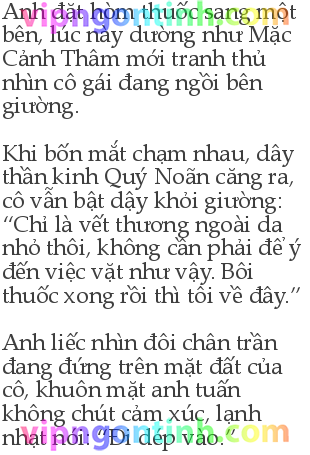 Anh đặt hòm thuốc sang một
bên, lúc này dường như Mặc
Cảnh Thâm mới tranh thủ
nhìn cô gái đang ngồi bên
giường.
Khi bốn mắt chạm nhau, dây
thần kinh Quý Noãn căng ra,
cô vẫn bật dậy khỏi giường:
“Chỉ là vết thương ngoài da
nhỏ thôi, không cần phải để ý
đến việc vặt như vậy. Bôi
thuốc xong rồi thì tôi về đây.”
Anh liếc nhìn đôi chân trần
đang đứng trên mặt đất của
cô, khuôn mặt anh tuấn
không chút cảm xúc, lạnh
nhạt nói: “Đi dép vào.”
vipngontinh.com
vipngontinh.com